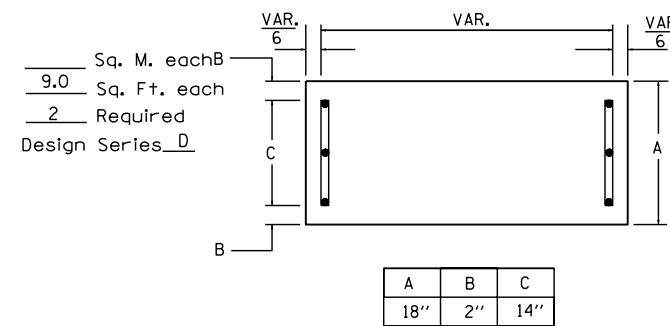 VAR.
6
VAR.
VAR
6
____ Sq. M. each
9.0 Sq. Ft. each
2 Required
Design Series D
B
C
A
B
A B C
18'' 2'' 14''